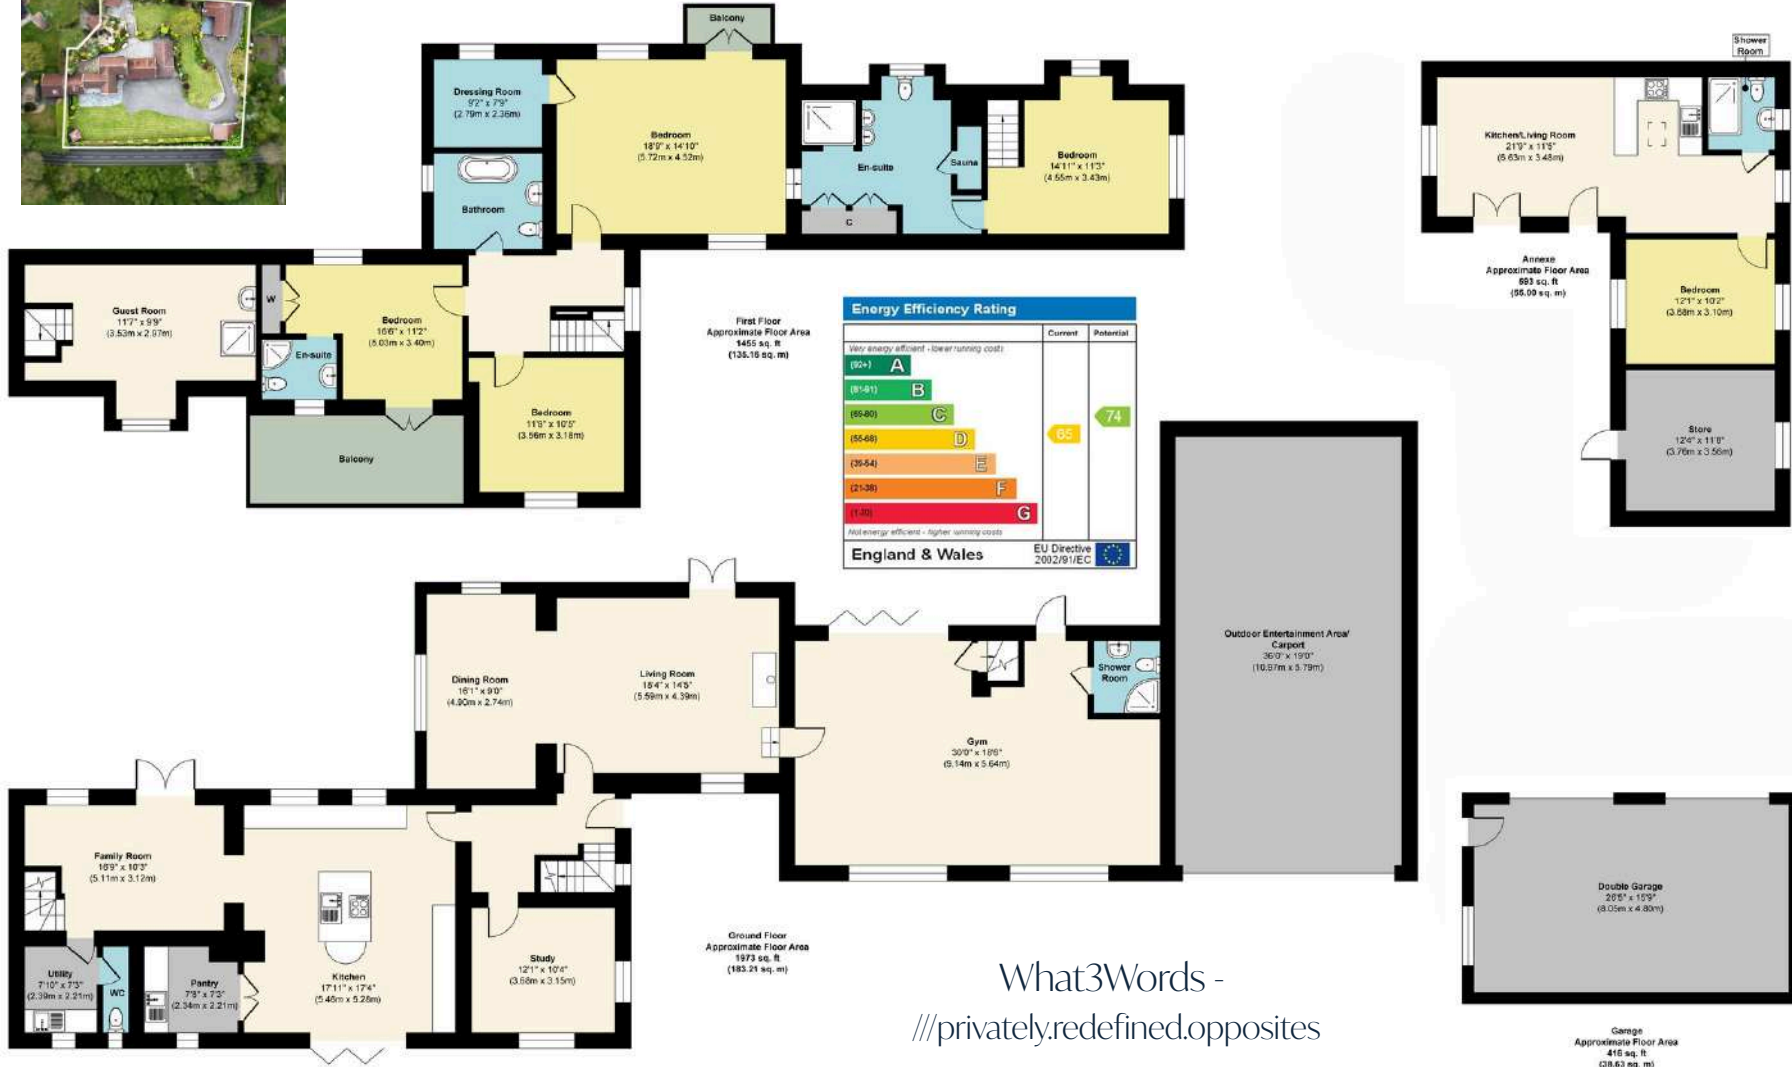 Balcony
Dressing Room
9'2" x 7'9"
(2.79m x 2.36m)
Bedroom
18'9" x 14'10"
(5.72m x 4.52m)
Bathroom
En-suite
Sauna
C
Bedroom
14'11" x 11'3"
(4.55m x 3.43m)
Guest Room
11'7" x 9'9"
(3.53m x 2.97m)
W
Bedroom
16'6" x 11'2"
(5.03m x 3.40m)
En-suite
Balcony
Bedroom
11'8" x 10'5"
(3.56m x 3.18m)
First Floor
Approximate Floor Area
1455 sq. ft
(135.16 sq. m)
Energy Efficiency Rating
Current
Potential
Very energy efficient - lower running costs
(92+) A
(81-91) B
(69-80) C
(55-68) D
(39-54) E
(21-38) F
(1-20) G
65
74
Not energy efficient - higher running costs
England & Wales
EU Directive
2002/91/EC
Shower
Room
Kitchen/Living Room
21'9" x 11'5"
(6.63m x 3.48m)
Annexe
Approximate Floor Area
593 sq. ft
(55.00 sq. m)
Bedroom
12'1" x 10'2"
(3.68m x 3.10m)
Store
12'4" x 11'8"
(3.76m x 3.56m)
Dining Room
16'1" x 9'0"
(4.90m x 2.74m)
Living Room
18'4" x 14'5"
(5.59m x 4.39m)
Shower
Room
Gym
30'0" x 18'6"
(9.14m x 5.64m)
Outdoor Entertainment Area/
Carport
36'0" x 19'0"
(10.97m x 5.79m)
Family Room
16'9" x 10'3"
(5.11m x 3.12m)
Utility
7'10" x 7'3"
(2.39m x 2.21m)
WC
Pantry
7'8" x 7'3"
(2.34m x 2.21m)
Kitchen
17'11" x 17'4"
(5.46m x 5.28m)
Study
12'1" x 10'4"
(3.68m x 3.15m)
Ground Floor
Approximate Floor Area
1973 sq. ft
(183.21 sq. m)
What3Words -
///privately.redefined.opposites
Double Garage
26'5" x 15'9"
(8.05m x 4.80m)
Garage
Approximate Floor Area
416 sq. ft
(38.63 sq. m)